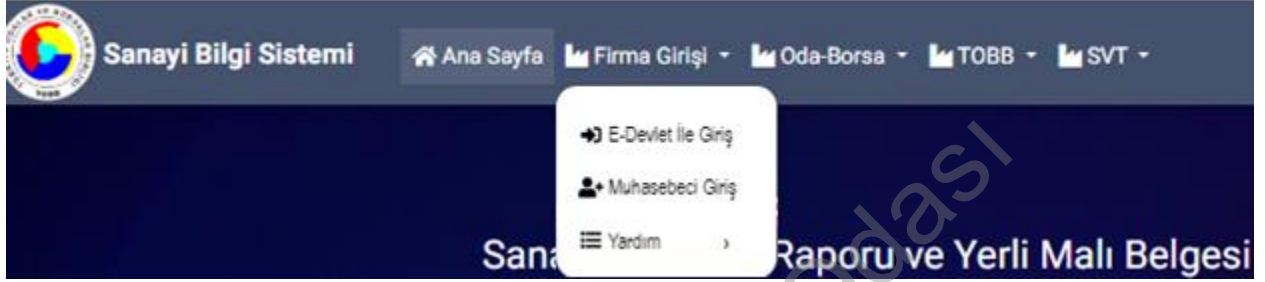 Sanayi Bilgi Sistemi Ana Sayfa Firma Girişi Oda-Borsa TOBB SVT
E-Devlet İle Giriş
Muhasebeci Giriş
Yardım
Raporu ve Yerli Malı Belgesi
odası